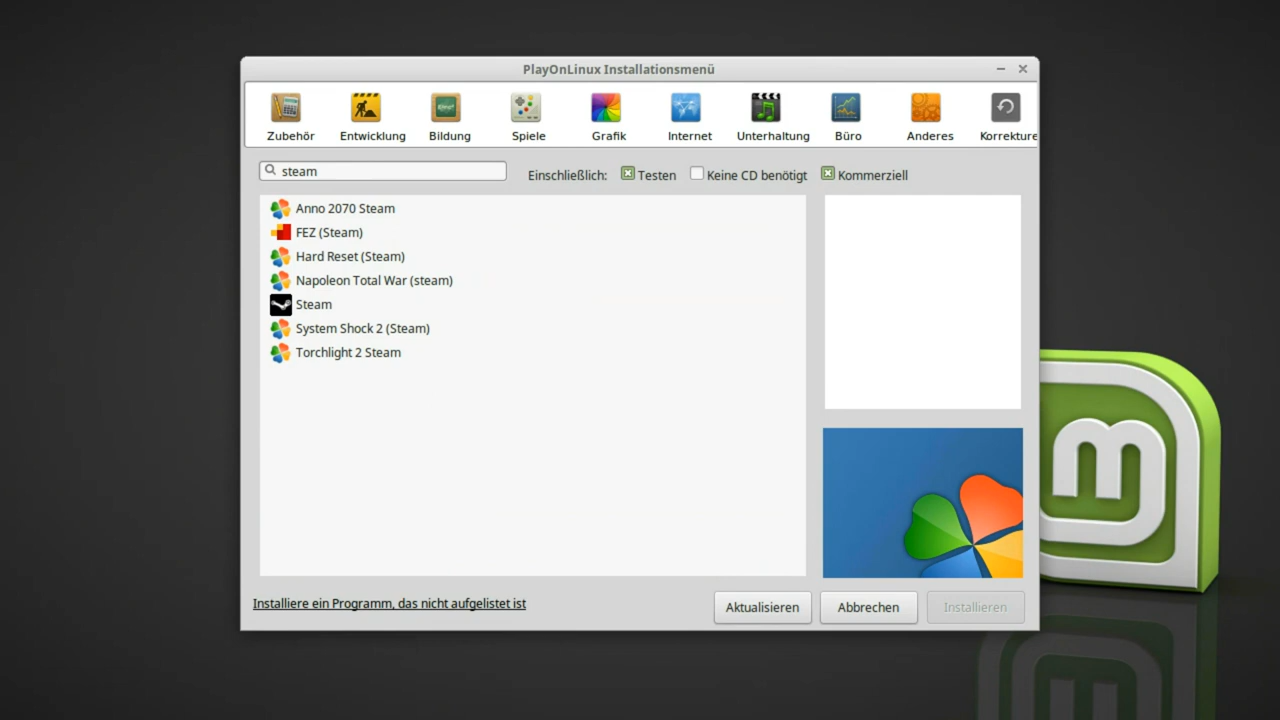 PlayOnLinux Installationsmenü
Zubehör Entwicklung Bildung Spiele Grafik Internet Unterhaltung Büro Anderes Korrekture
steam Einschließlich: Testen Keine CD benötigt Kommerziell
Anno 2070 Steam
FEZ (Steam)
Hard Reset (Steam)
Napoleon Total War (steam)
Steam
System Shock 2 (Steam)
Torchlight 2 Steam
Installiere ein Programm, das nicht aufgelistet ist Aktualisieren Abbrechen Installieren